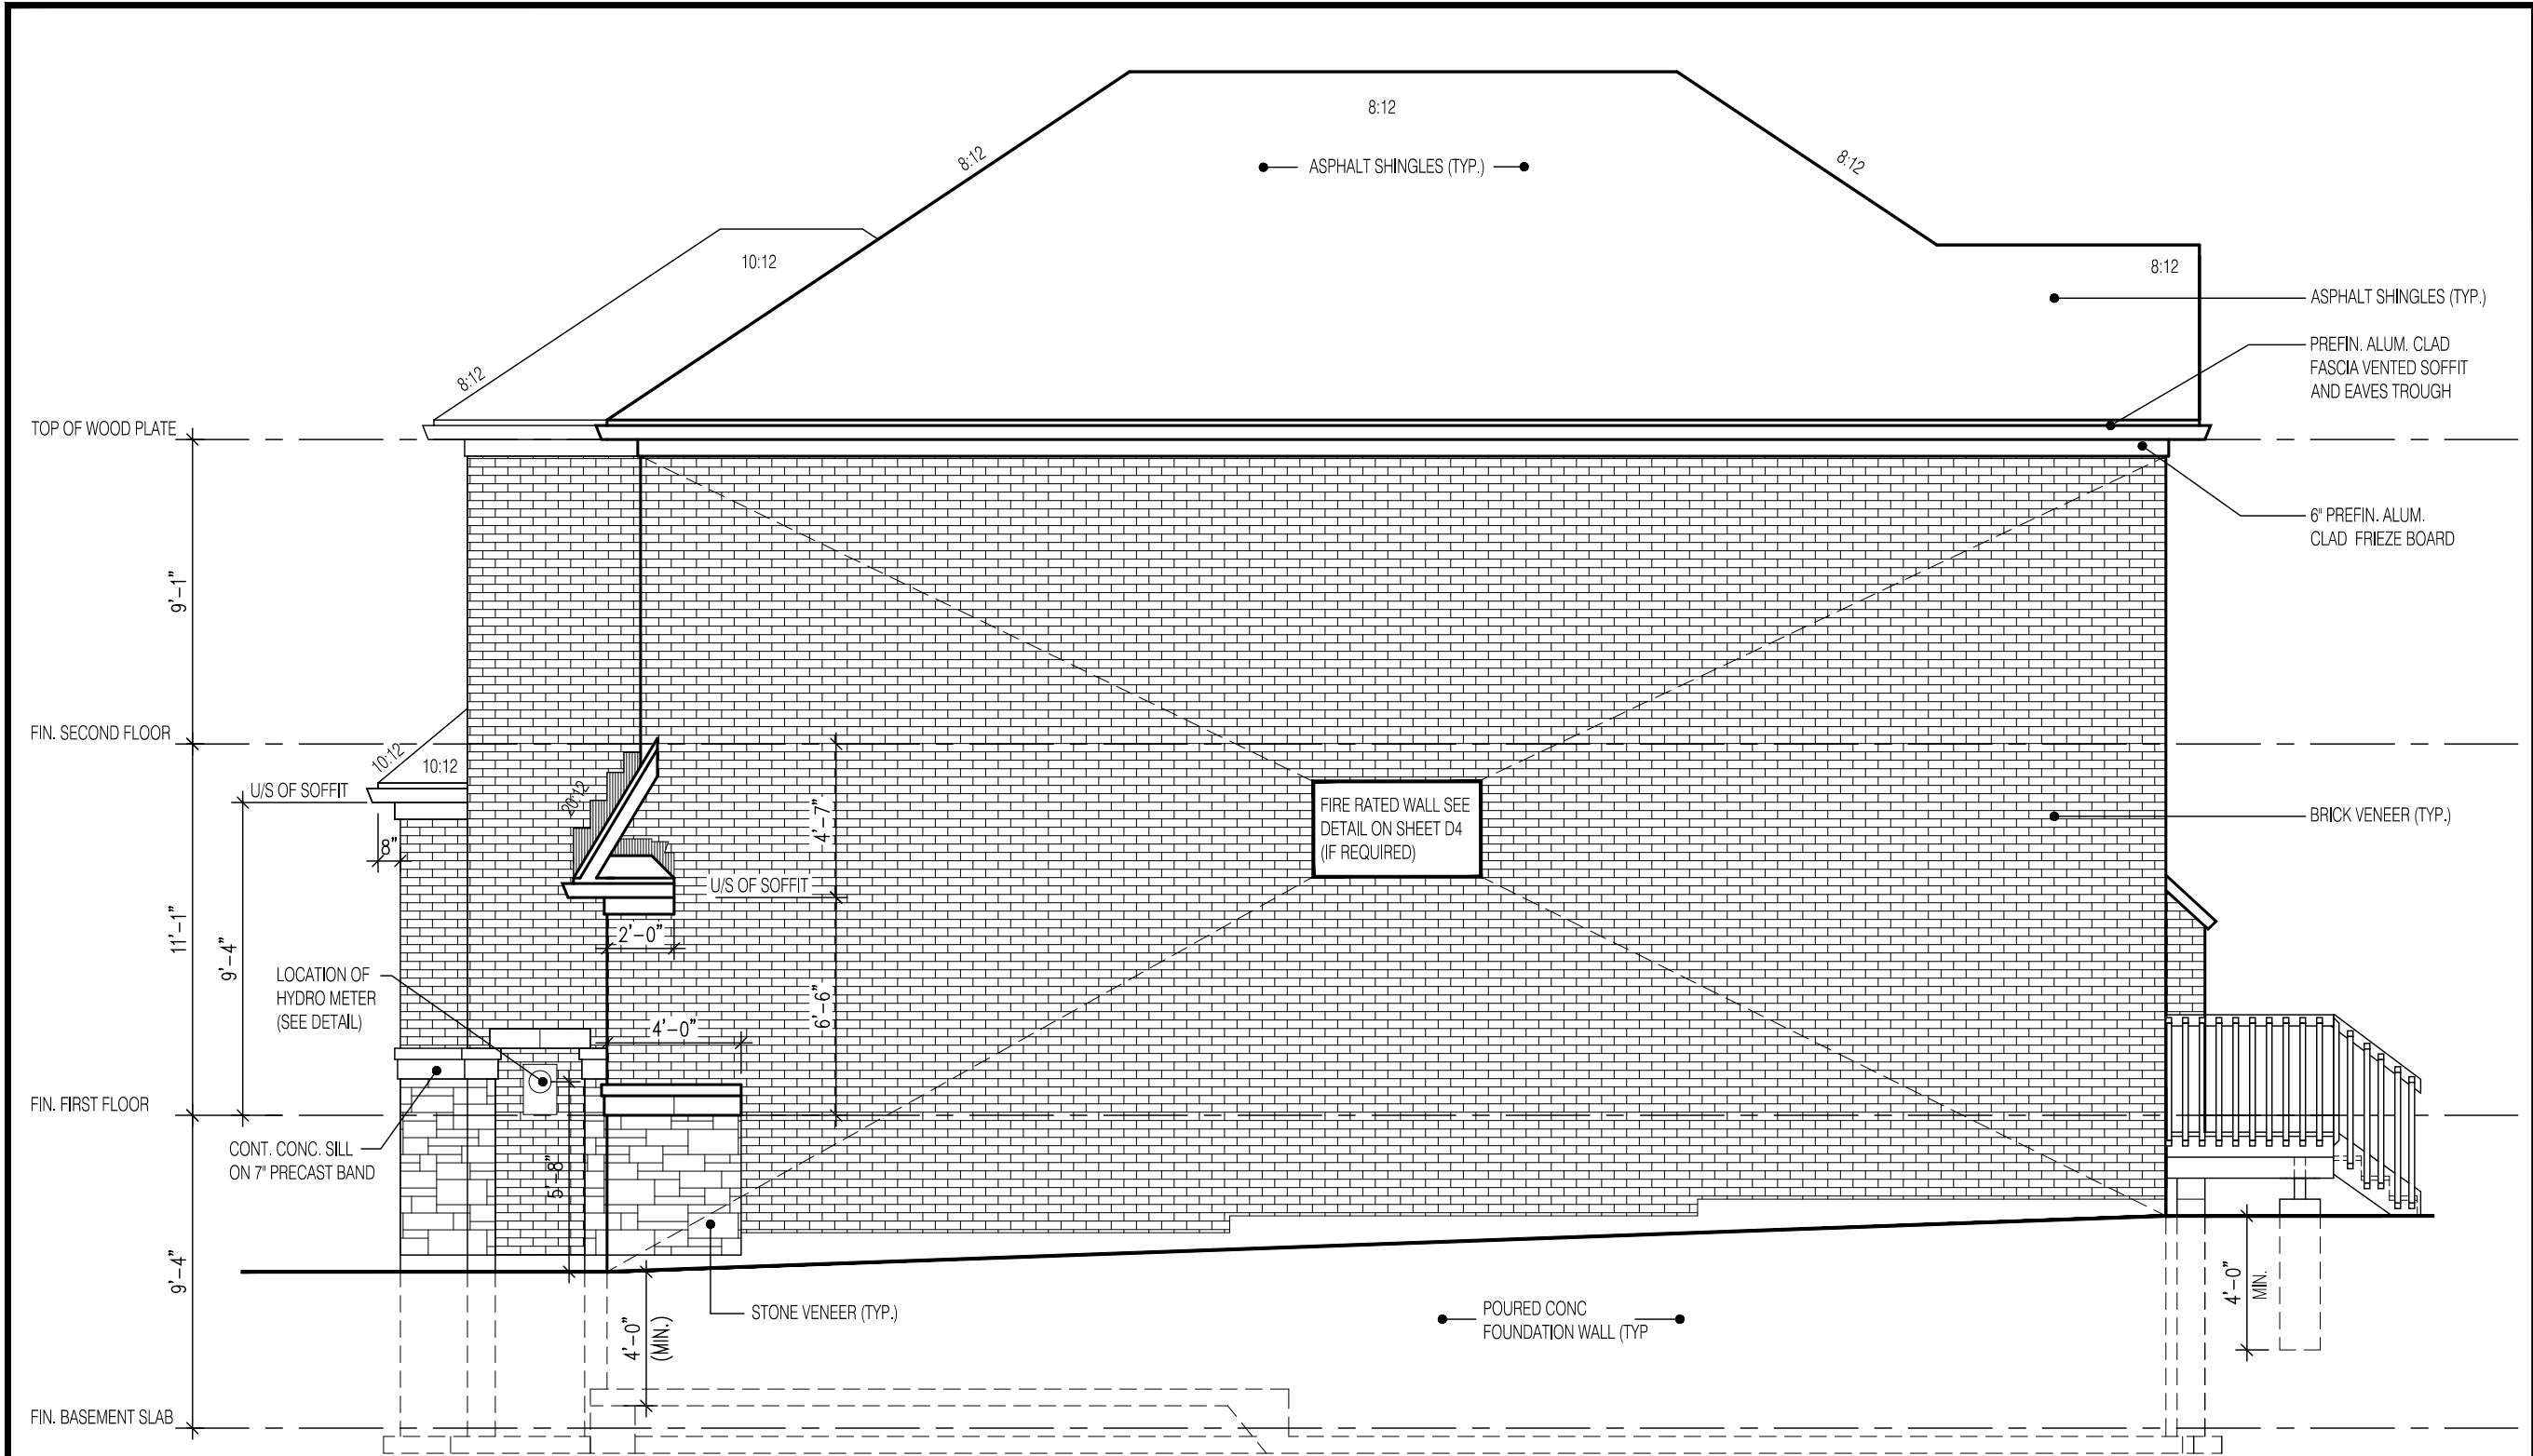 8:12
8:12
ASPHALT SHINGLES (TYP.)
8:12
10:12
8:12
8:12
ASPHALT SHINGLES (TYP.)
PREFIN. ALUM. CLAD
FASCIA VENTED SOFFIT
AND EAVES TROUGH
TOP OF WOOD PLATE
6" PREFIN. ALUM.
CLAD FRIEZE BOARD
9'-1"
FIN. SECOND FLOOR
10:12
10:12
U/S OF SOFFIT
20:12
4'-7"
FIRE RATED WALL SEE
DETAIL ON SHEET D4
(IF REQUIRED)
BRICK VENEER (TYP.)
8"
U/S OF SOFFIT
2'-0"
11'-1"
9'-4"
LOCATION OF
HYDRO METER
(SEE DETAIL)
6'-6"
4'-0"
FIN. FIRST FLOOR
CONT. CONC. SILL
ON 7" PRECAST BAND
5'-8"
9'-4"
STONE VENEER (TYP.)
4'-0"
(MIN.)
POURED CONC
FOUNDATION WALL (TYP
4'-0"
MIN.
FIN. BASEMENT SLAB